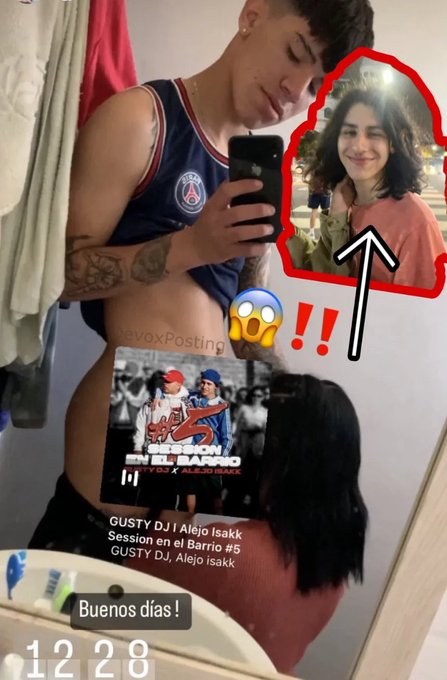 PARIS
vevoxPosting
‼️
#5
SESSION
EN EL BARRIO
GUSTY DJ X ALEJO ISAKK
GUSTY DJ I Alejo Isakk
Session en el Barrio #5
GUSTY DJ, Alejo isakk
Buenos días !
12 28